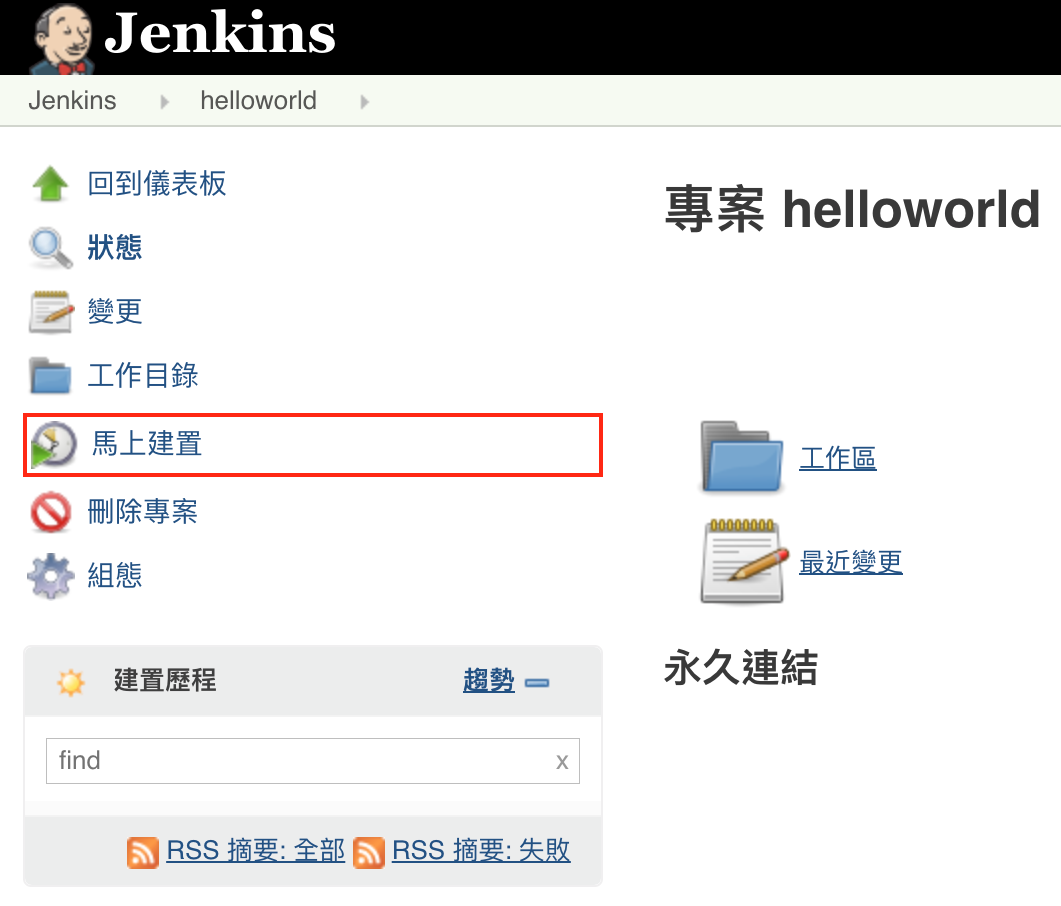 Jenkins
Jenkins helloworld
回到儀表板
狀態
變更
工作目錄
馬上建置
刪除專案
組態
建置歷程 趨勢
find x
RSS 摘要: 全部 RSS 摘要: 失敗
專案 helloworld
工作區
最近變更
永久連結